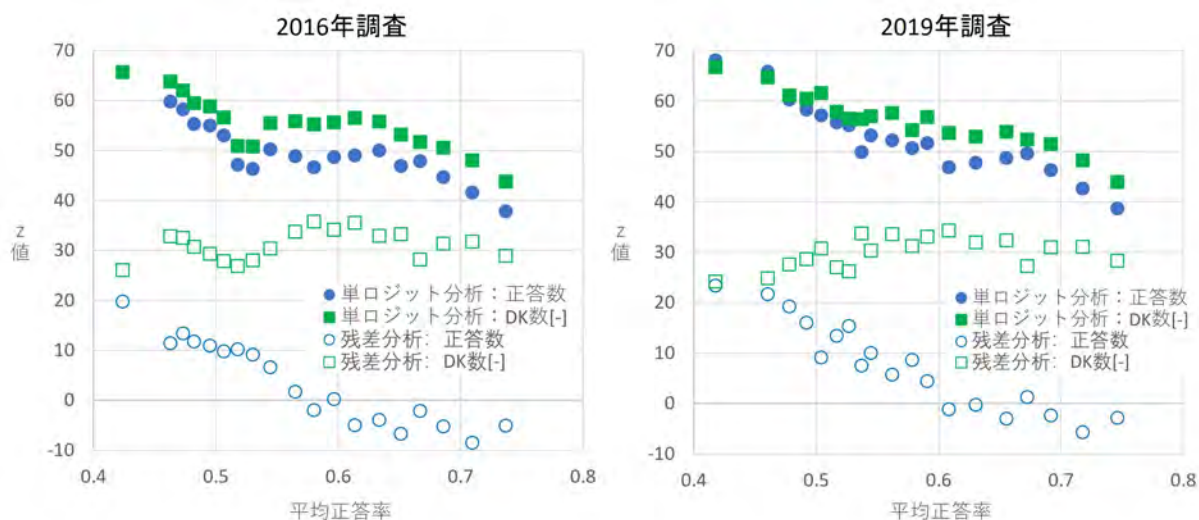 2016年調査
70
60
50
40
30
20
10
0
-10
z
値
単ロジット分析：正答数
単ロジット分析：DK数[-]
残差分析： 正答数
残差分析： DK数[-]
0.4 0.5 0.6 0.7 0.8
平均正答率
2019年調査
70
60
50
40
30
20
10
0
-10
z
値
単ロジット分析：正答数
単ロジット分析：DK数[-]
残差分析： 正答数
残差分析： DK数[-]
0.4 0.5 0.6 0.7 0.8
平均正答率